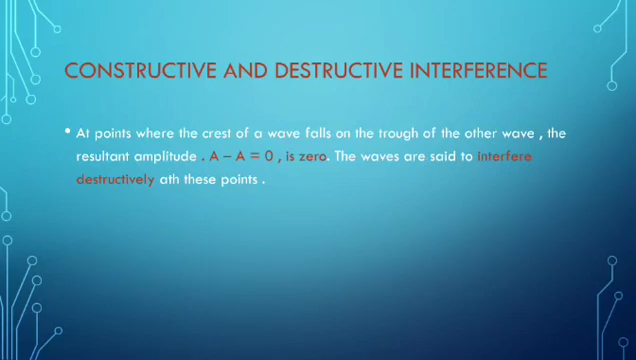 CONSTRUCTIVE AND DESTRUCTIVE INTERFERENCE
• At points where the crest of a wave falls on the trough of the other wave , the
resultant amplitude . A – A = 0 , is zero. The waves are said to interfere
destructively ath these points .